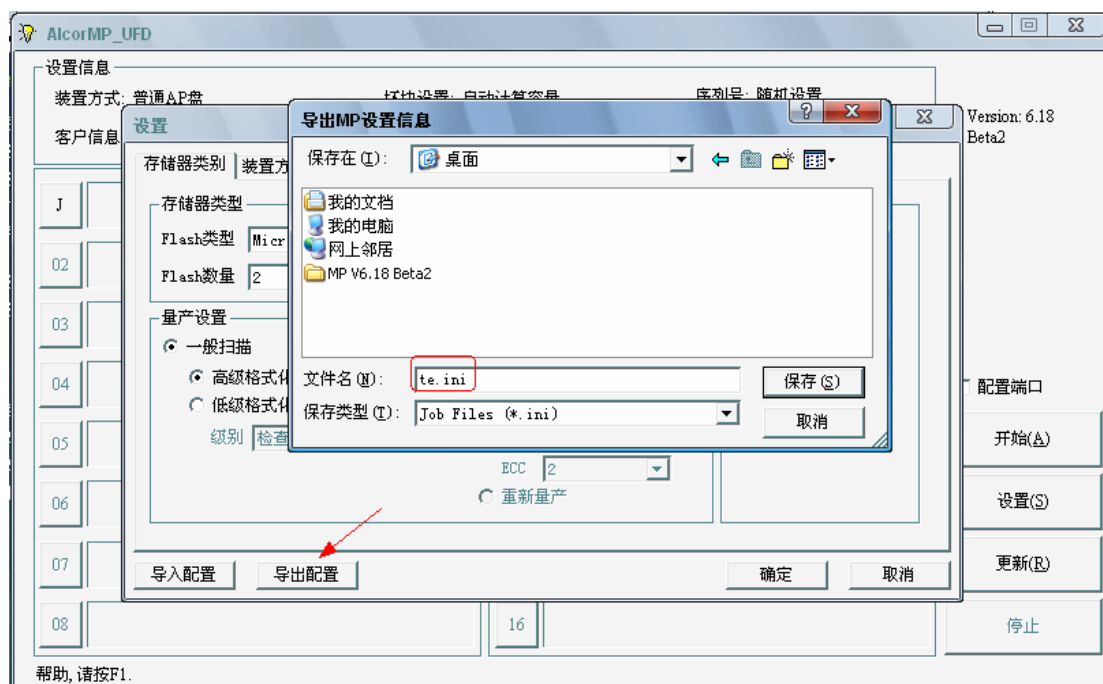 AlcorMP_UFD
设置信息
装置方式: 普通AP盘 坏块设置: 自动计算容量 序列号: 随机设置
客户信息
Version: 6.18
Beta2
设置
导出MP设置信息
存储器类别 装置方
保存在(I): 桌面
存储器类型
我的文档
我的电脑
网上邻居
MP V6.18 Beta2
Flash类型 Micr
Flash数量 2
量产设置
一般扫描
高级格式化
低级格式化
级别 检查
文件名(N): te.ini 保存(S)
保存类型(T): Job Files (*.ini) 取消
ECC 2
重新量产
导入配置 导出配置 确定 取消
J
02
03
04
05
06
07
08
16
配置端口
开始(A)
设置(S)
更新(R)
停止
帮助, 请按F1.